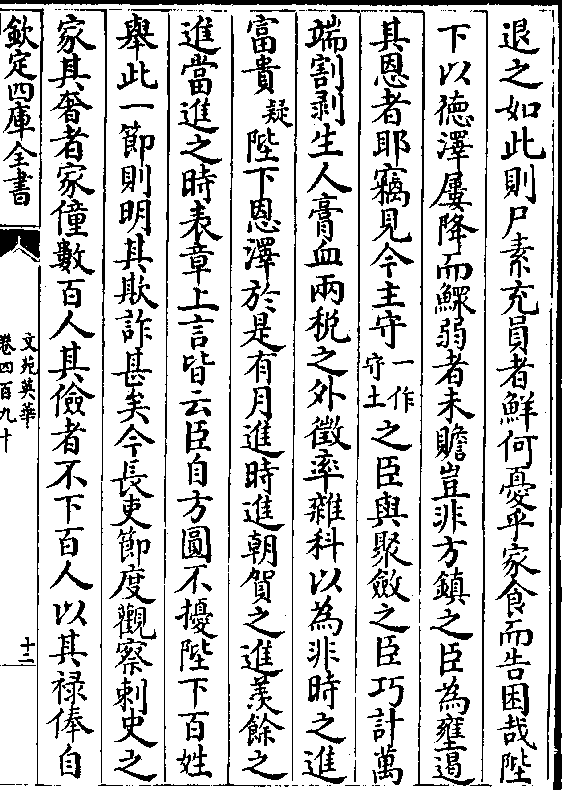 退之如此則尸素充員者鮮何憂乎家食而告困哉陛
下以德澤屢降而鰥弱者未贍豈非方鎮之臣為壅遏
其恩者耶竊見今主守一作守土之臣與聚斂之臣巧計萬
端割剥生人膏血兩稅之外徵率雜科以為非時之進
富貴疑陛下恩澤於是有月進時進朝賀之進羨餘之
進當進之時表章上言皆云臣自方圓不擾陛下百姓
舉此一節則明其欺詐甚矣今長吏節度觀察刺史之
家其奢者家僮數百人其儉者不下百人以其祿俸自
欽定四庫全書
文苑英華
卷四百九十
十二